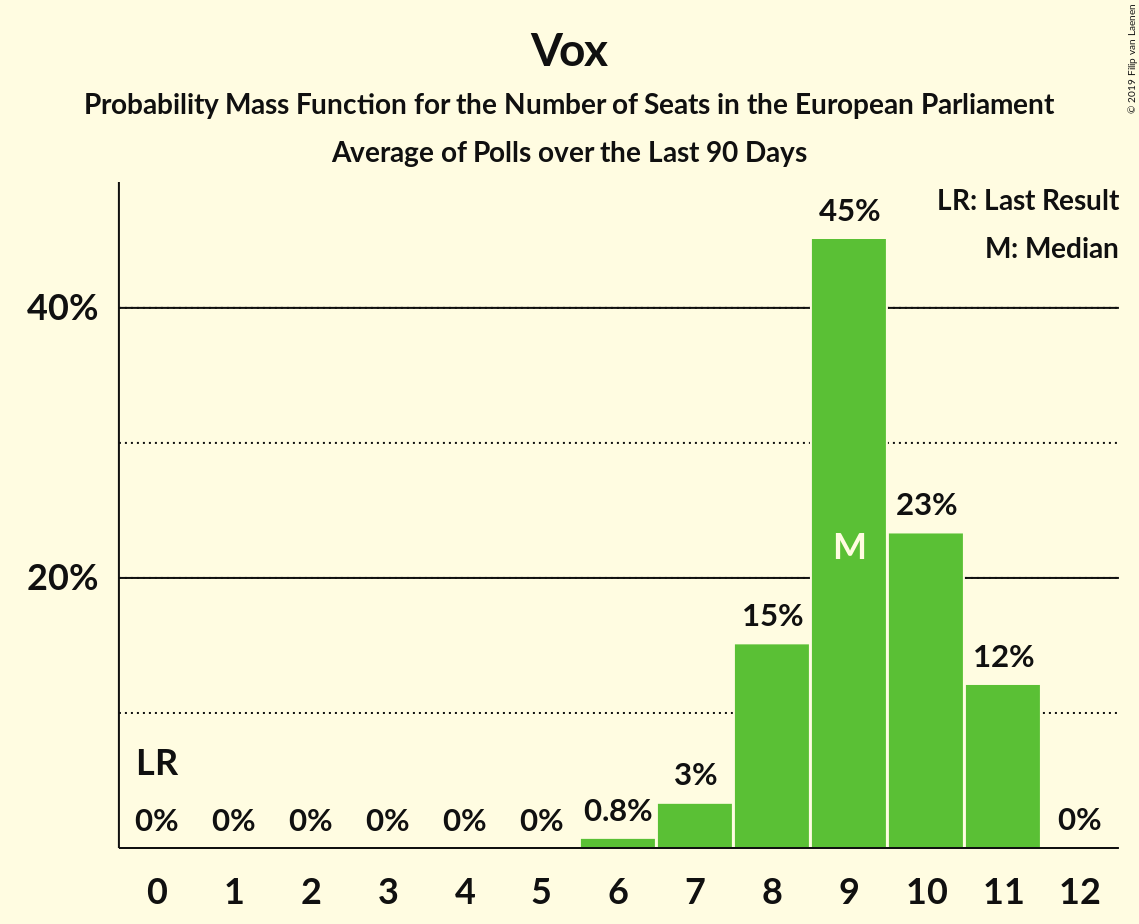 Vox
Probability Mass Function for the Number of Seats in the European Parliament
Average of Polls over the Last 90 Days
© 2019 Filip van Laenen
LR: Last Result
M: Median
40%
20%
45%
23%
M
15%
12%
LR
3%
0% 0% 0% 0% 0% 0% 0.8% 0%
0 1 2 3 4 5 6 7 8 9 10 11 12